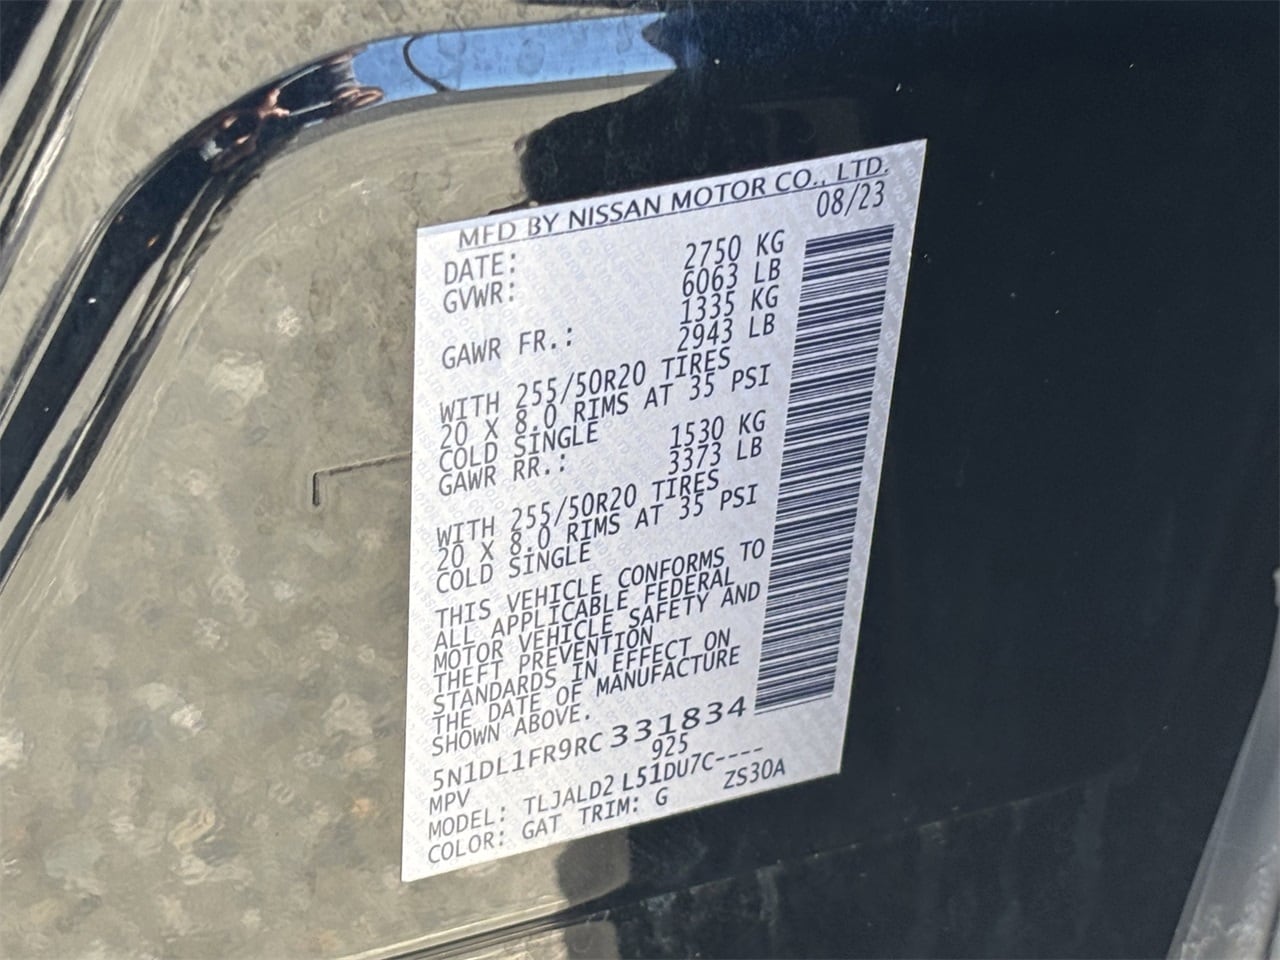 MFD BY NISSAN MOTOR CO., LTD.
DATE: 08/23
GVWR: 2750 KG
6063 LB
GAWR FR.: 1335 KG
2943 LB
WITH 255/50R20 TIRES
20 X 8.0 RIMS AT 35 PSI
COLD SINGLE
GAWR RR.: 1530 KG
3373 LB
WITH 255/50R20 TIRES
20 X 8.0 RIMS AT 35 PSI
COLD SINGLE
THIS VEHICLE CONFORMS TO
ALL APPLICABLE FEDERAL
MOTOR VEHICLE SAFETY AND
THEFT PREVENTION
STANDARDS IN EFFECT ON
THE DATE OF MANUFACTURE
SHOWN ABOVE.
5N1DL1FR9RC331834
MPV 925
MODEL: TLJALD2 L51DU7C----
COLOR: GAT TRIM: G ZS30A